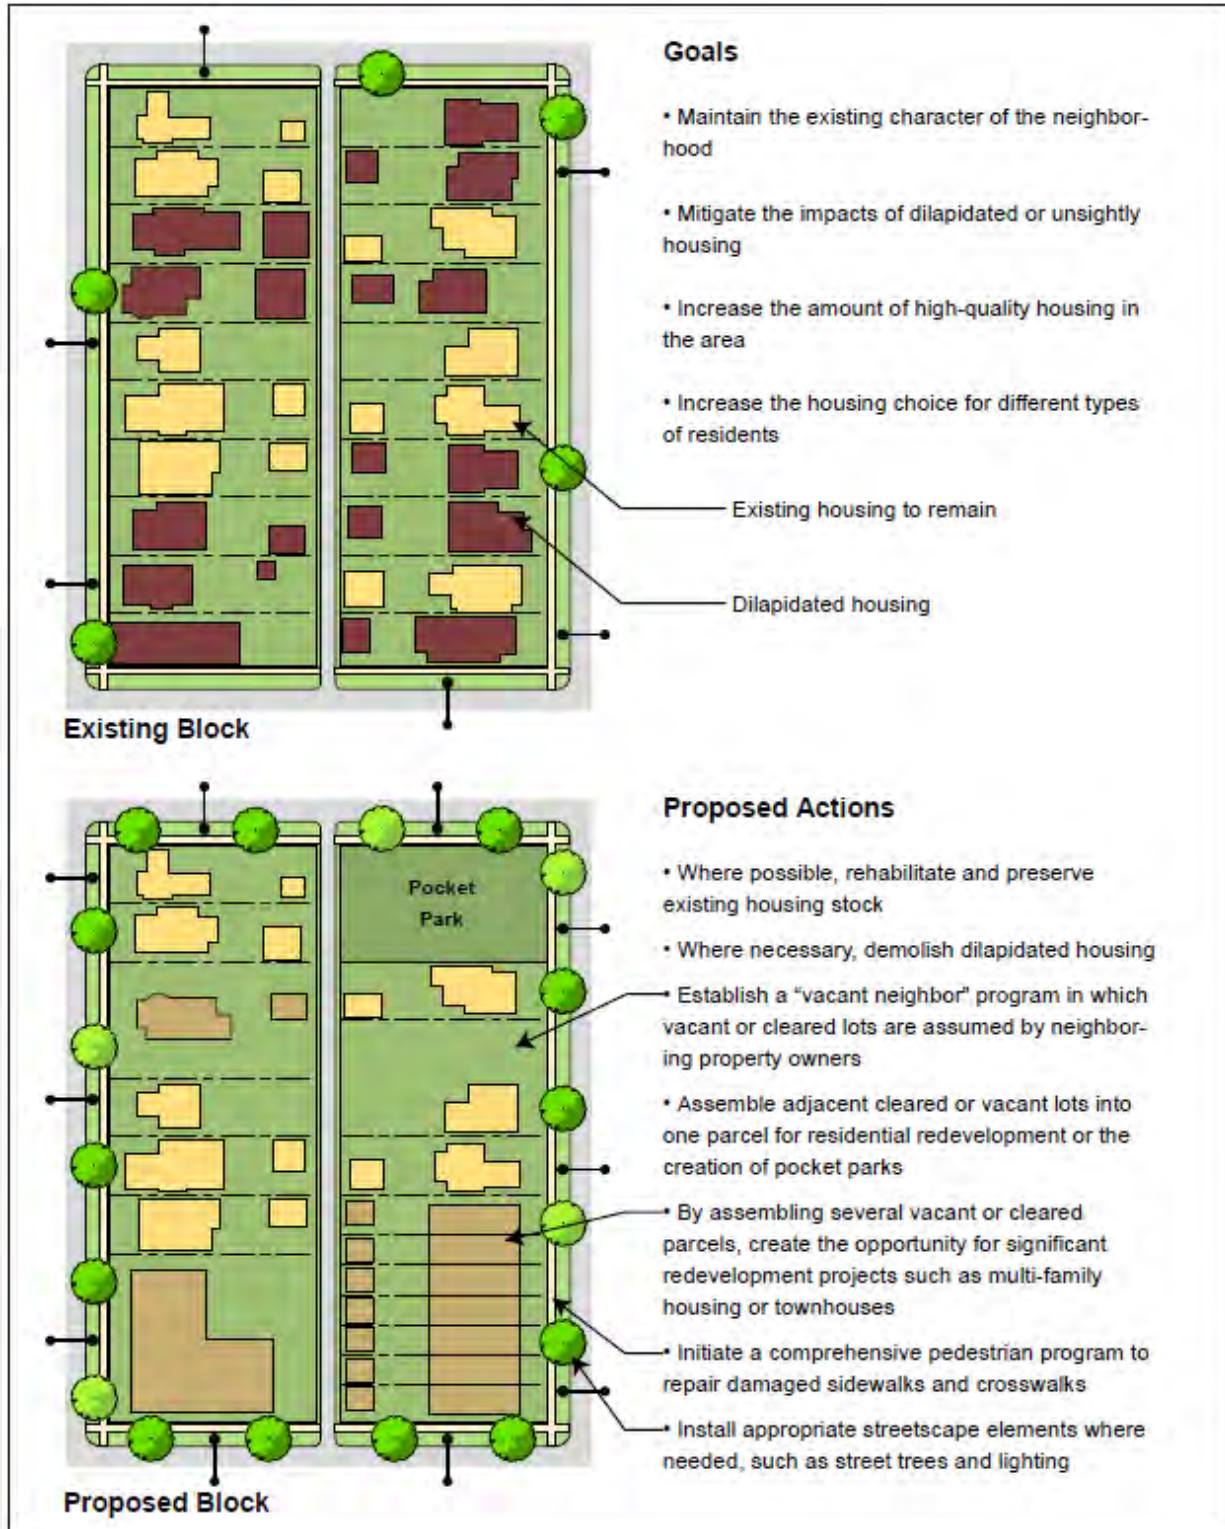 Goals
• Maintain the existing character of the neighbor-
hood
• Mitigate the impacts of dilapidated or unsightly
housing
• Increase the amount of high-quality housing in
the area
• Increase the housing choice for different types
of residents
Existing housing to remain
Dilapidated housing
Existing Block
Proposed Actions
Pocket
Park
• Where possible, rehabilitate and preserve
existing housing stock
• Where necessary, demolish dilapidated housing
• Establish a “vacant neighbor” program in which
vacant or cleared lots are assumed by neighbor-
ing property owners
• Assemble adjacent cleared or vacant lots into
one parcel for residential redevelopment or the
creation of pocket parks
• By assembling several vacant or cleared
parcels, create the opportunity for significant
redevelopment projects such as multi-family
housing or townhouses
• Initiate a comprehensive pedestrian program to
repair damaged sidewalks and crosswalks
• Install appropriate streetscape elements where
needed, such as street trees and lighting
Proposed Block